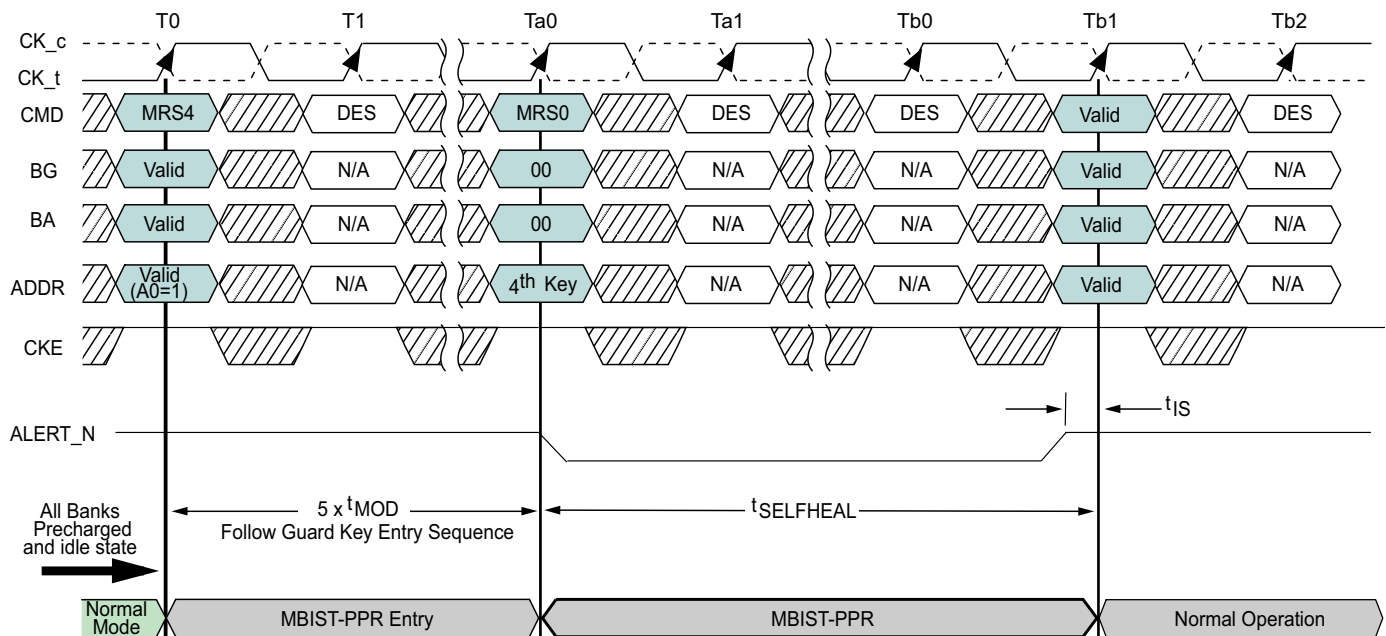 T0 T1 Ta0 Ta1 Tb0 Tb1 Tb2
CK_c
CK_t
CMD MRS4 DES MRS0 DES DES Valid DES
BG Valid N/A 00 N/A N/A Valid N/A
BA Valid N/A 00 N/A N/A Valid N/A
ADDR Valid (A0=1) N/A 4th Key N/A N/A Valid N/A
CKE
tIS
ALERT_N
All Banks
Precharged
and idle state
5 x tMOD
Follow Guard Key Entry Sequence
tSELFHEAL
Normal
Mode
MBIST-PPR Entry
MBIST-PPR
Normal Operation